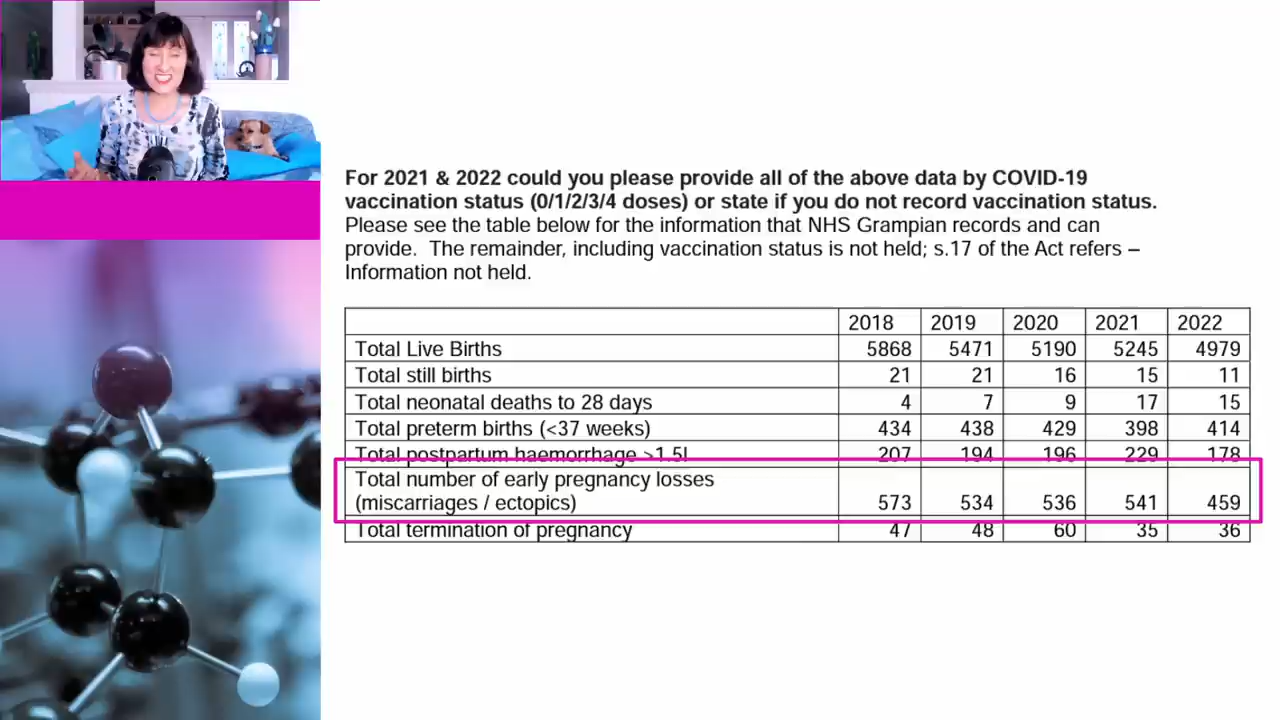 For 2021 & 2022 could you please provide all of the above data by COVID-19
vaccination status (0/1/2/3/4 doses) or state if you do not record vaccination status.
Please see the table below for the information that NHS Grampian records and can
provide. The remainder, including vaccination status is not held; s.17 of the Act refers –
Information not held.
2018 2019 2020 2021 2022
Total Live Births 5868 5471 5190 5245 4979
Total still births 21 21 16 15 11
Total neonatal deaths to 28 days 4 7 9 17 15
Total preterm births (<37 weeks) 434 438 429 398 414
Total postpartum haemorrhage >1.5l 207 194 196 229 178
Total number of early pregnancy losses
(miscarriages / ectopics) 573 534 536 541 459
Total termination of pregnancy 47 48 60 35 36